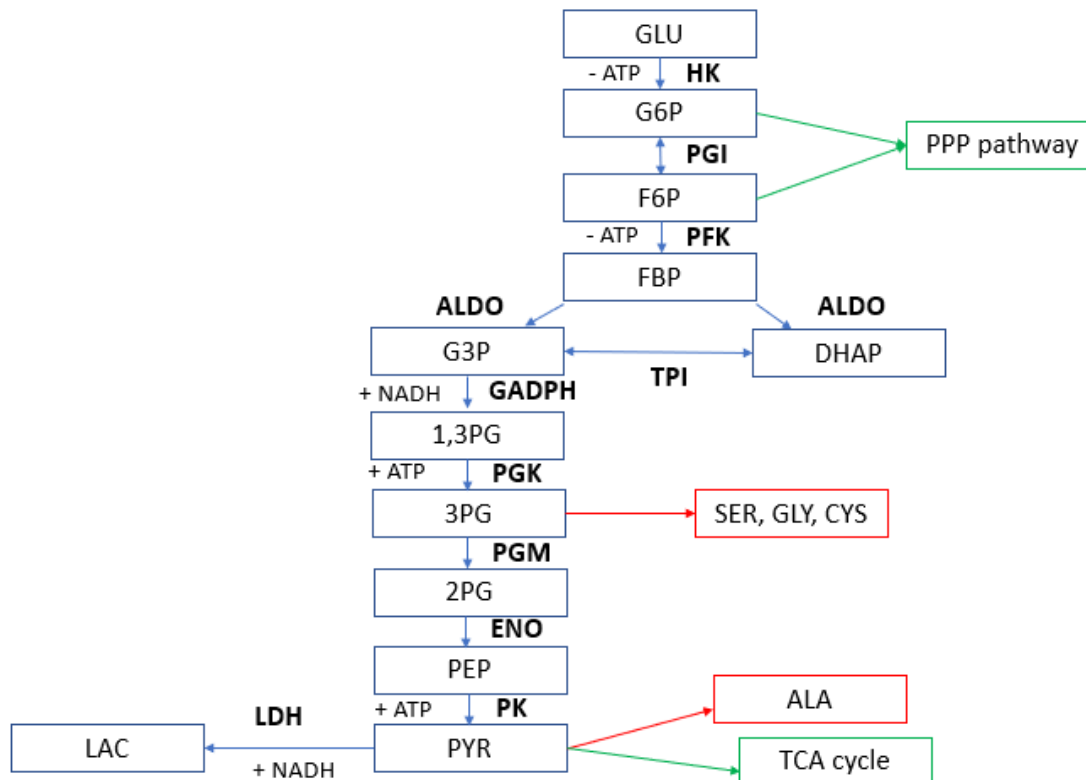 GLU
- ATP HK
G6P
PPP pathway
PGI
F6P
- ATP PFK
FBP
ALDO ALDO
G3P DHAP
TPI
+ NADH GADPH
1,3PG
+ ATP PGK
3PG SER, GLY, CYS
PGM
2PG
ENO
PEP
+ ATP PK
ALA
LDH
LAC PYR
TCA cycle
+ NADH